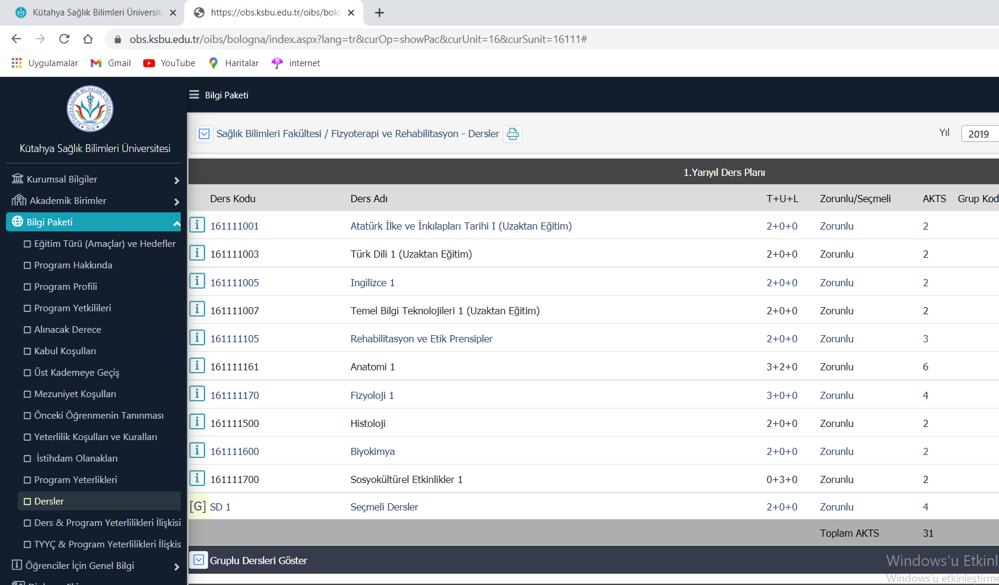 Kütahya Sağlık Bilimleri Üniversite
https://obs.ksbu.edu.tr/oibs/bolo
obs.ksbu.edu.tr/oibs/bologna/index.aspx?lang=tr&curOp=showPac&curUnit=16&curSunit=16111#
Uygulamalar Gmail YouTube Haritalar internet
KÜTAHYA SAĞLIK BİLİMLERİ ÜNİVERSİTESİ
2018
Kütahya Sağlık Bilimleri Üniversitesi
Kurumsal Bilgiler
Akademik Birimler
Bilgi Paketi
Eğitim Türü (Amaçlar) ve Hedefler
Program Hakkında
Program Profili
Program Yetkilileri
Alınacak Derece
Kabul Koşulları
Üst Kademeye Geçiş
Mezuniyet Koşulları
Önceki Öğrenmenin Tanınması
Yeterlilik Koşulları ve Kuralları
İstihdam Olanakları
Program Yeterlikleri
Dersler
Ders & Program Yeterlilikleri İlişkisi
TYYÇ & Program Yeterlilikleri İlişkis
Öğrenciler İçin Genel Bilgi
Bilgi Paketi
Sağlık Bilimleri Fakültesi / Fizyoterapi ve Rehabilitasyon - Dersler Yıl 2019
1.Yarıyıl Ders Planı
Ders Kodu Ders Adı T+U+L Zorunlu/Seçmeli AKTS Grup Kod
161111001 Atatürk İlke ve İnkılapları Tarihi I (Uzaktan Eğitim) 2+0+0 Zorunlu 2
161111003 Türk Dili 1 (Uzaktan Eğitim) 2+0+0 Zorunlu 2
161111005 Ingilizce 1 2+0+0 Zorunlu 2
161111007 Temel Bilgi Teknolojileri 1 (Uzaktan Eğitim) 2+0+0 Zorunlu 2
161111105 Rehabilitasyon ve Etik Prensipler 2+0+0 Zorunlu 3
161111161 Anatomi 1 3+2+0 Zorunlu 6
161111170 Fizyoloji 1 3+0+0 Zorunlu 4
161111500 Histoloji 2+0+0 Zorunlu 2
161111600 Biyokimya 2+0+0 Zorunlu 2
161111700 Sosyokültürel Etkinlikler 1 0+3+0 Zorunlu 2
[G] SD 1 Seçmeli Dersler 2+0+0 Zorunlu 4
Toplam AKTS 31
Gruplu Dersleri Göster
Windows'u Etkinl
Windows'u etkinleştirme